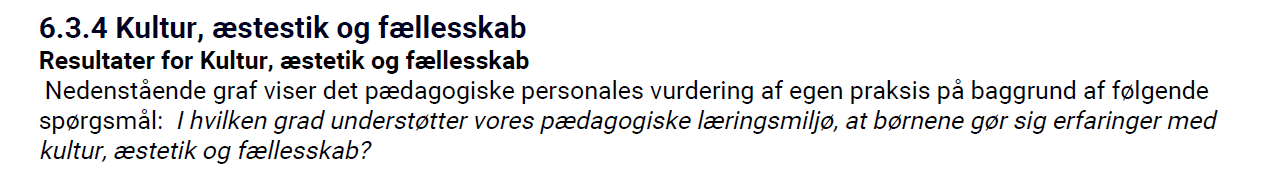 6.3.4 Kultur, æstestik og fællesskab
Resultater for Kultur, æstetik og fællesskab
Nedenstående graf viser det pædagogiske personales vurdering af egen praksis på baggrund af følgende
spørgsmål:  I hvilken grad understøtter vores pædagogiske læringsmiljø, at børnene gør sig erfaringer med
kultur, æstetik og fællesskab?